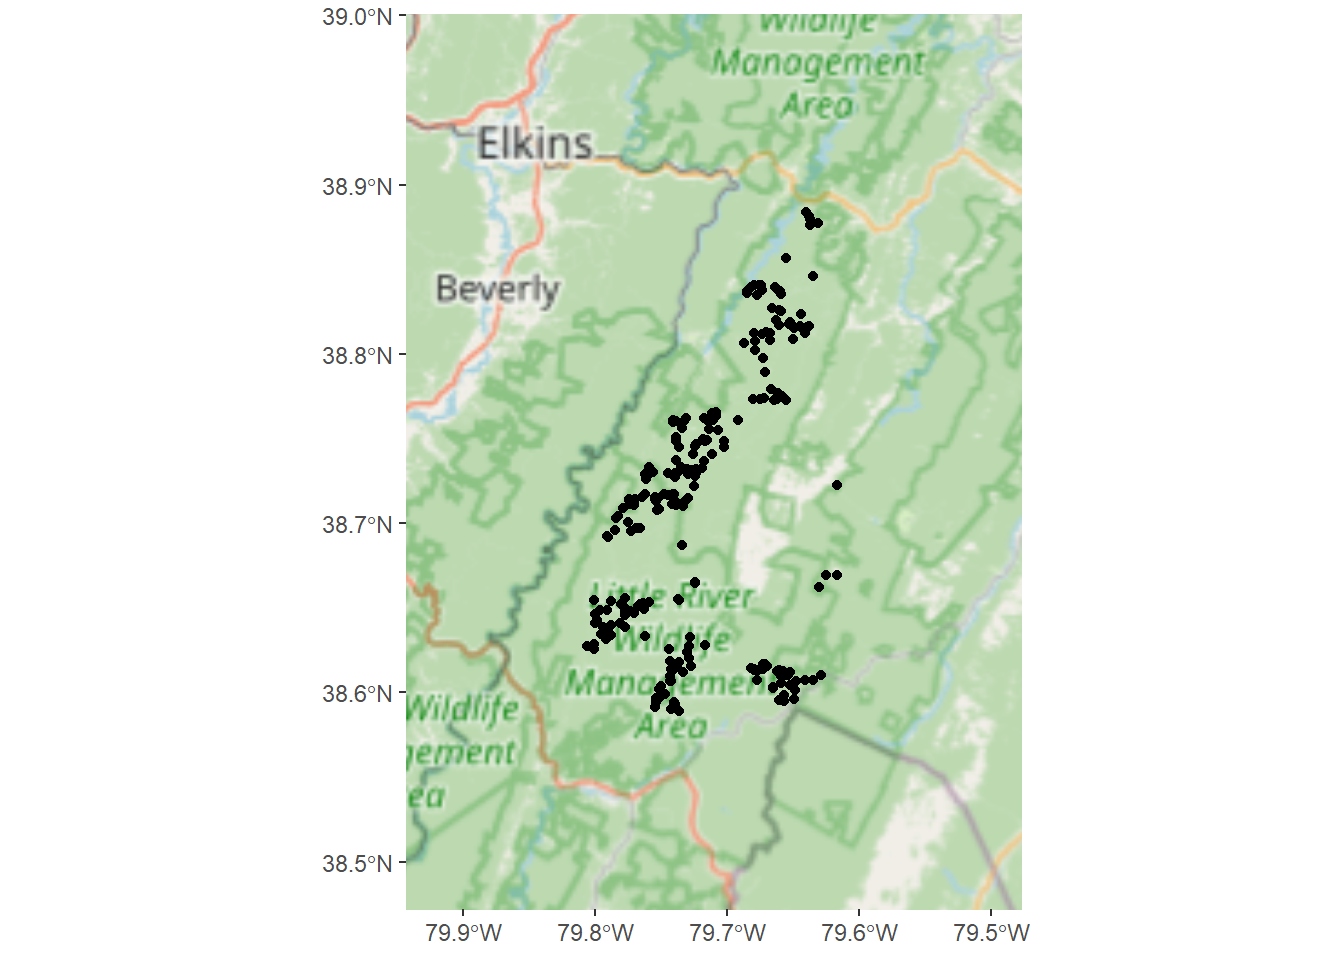 39.0°N
Wildlife
Management
Area
Elkins
38.9°N
Beverly
38.8°N
38.7°N
Little River
Wildlife
Management
Area
38.6°N
Wildlife
gement
ea
38.5°N
79.9°W 79.8°W 79.7°W 79.6°W 79.5°W